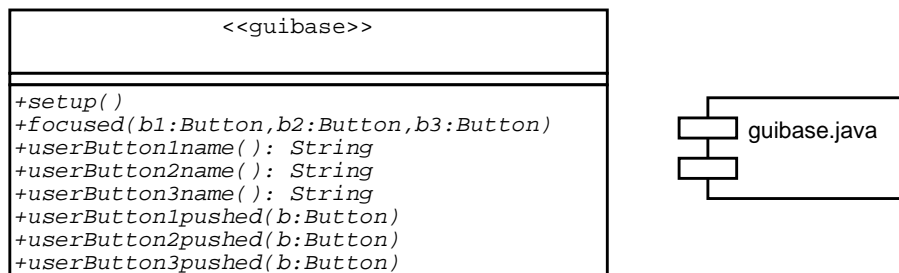 <<guibase>>
+setup()
+focused(b1:Button,b2:Button,b3:Button)
+userButton1name(): String
+userButton2name(): String
+userButton3name(): String
+userButton1pushed(b:Button)
+userButton2pushed(b:Button)
+userButton3pushed(b:Button)
guibase.java